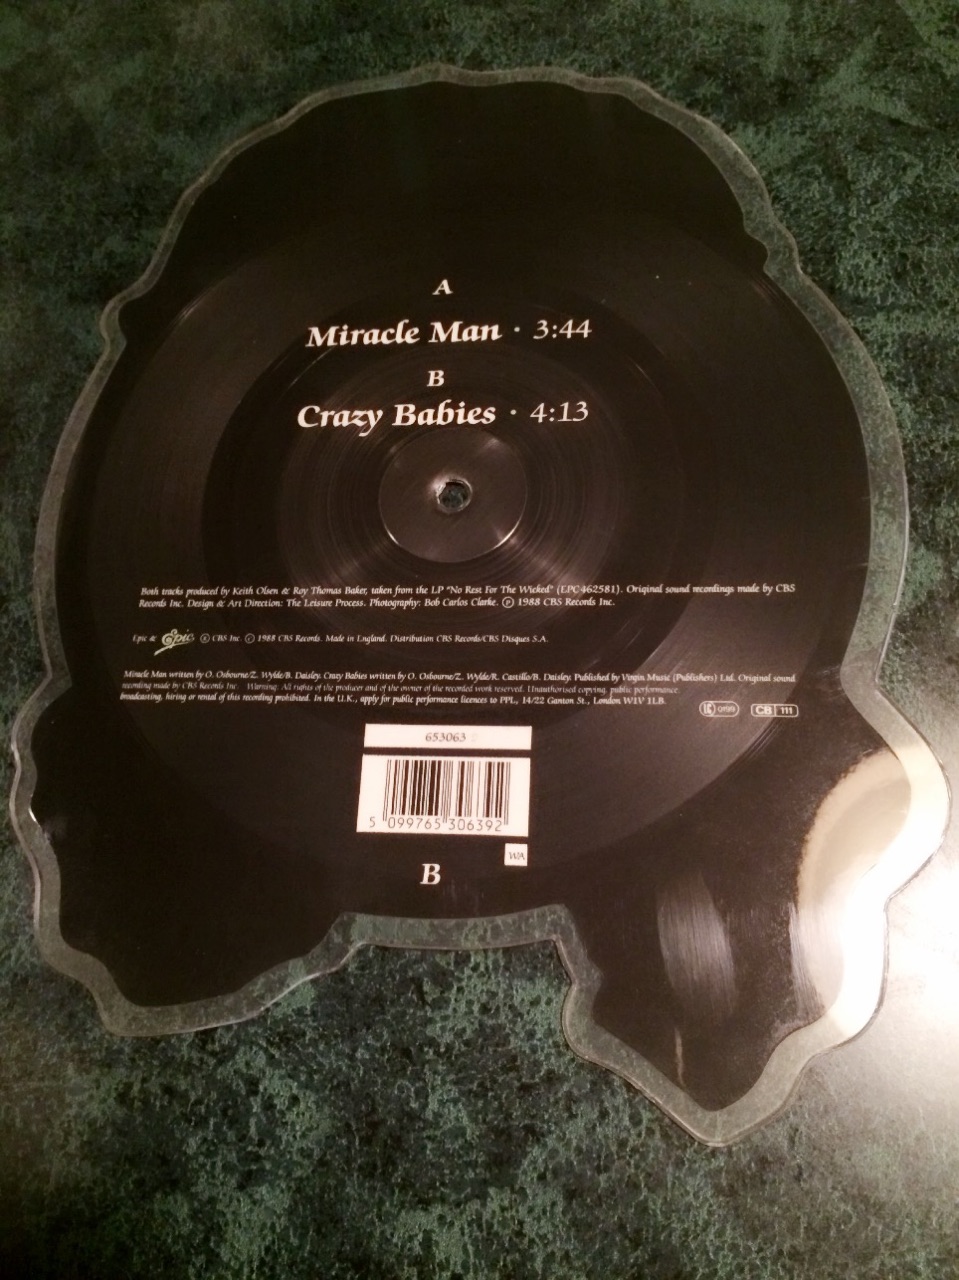 A
Miracle Man · 3:44
B
Crazy Babies · 4:13
Both tracks produced by Keith Olsen & Roy Thomas Baker, taken from the LP "No Rest For The Wicked" (EPC 462581). Original sound recordings made by CBS
Records Inc. Design & Art Direction: The Leisure Process. Photography: Bob Carlos Clarke. ℗ 1988 CBS Records Inc.
Epic & Epic ® CBS Inc. © 1988 CBS Records. Made in England. Distribution CBS Records/CBS Disques S.A.
Miracle Man written by O. Osbourne/Z. Wylde/B. Daisley. Crazy Babies written by O. Osbourne/Z. Wylde/R. Castillo/B. Daisley. Published by Virgin Music (Publishers) Ltd. Original sound
recording made by CBS Records Inc. Warning: All rights of the producer and of the owner of the recorded work reserved. Unauthorised copying, public performance,
broadcasting, hiring or rental of this recording prohibited. In the U.K., apply for public performance licences to PPL, 14/22 Ganton St., London W1V 1LB.
LC 0199 CB 111
653063 0
5 099765 306392
WA
B